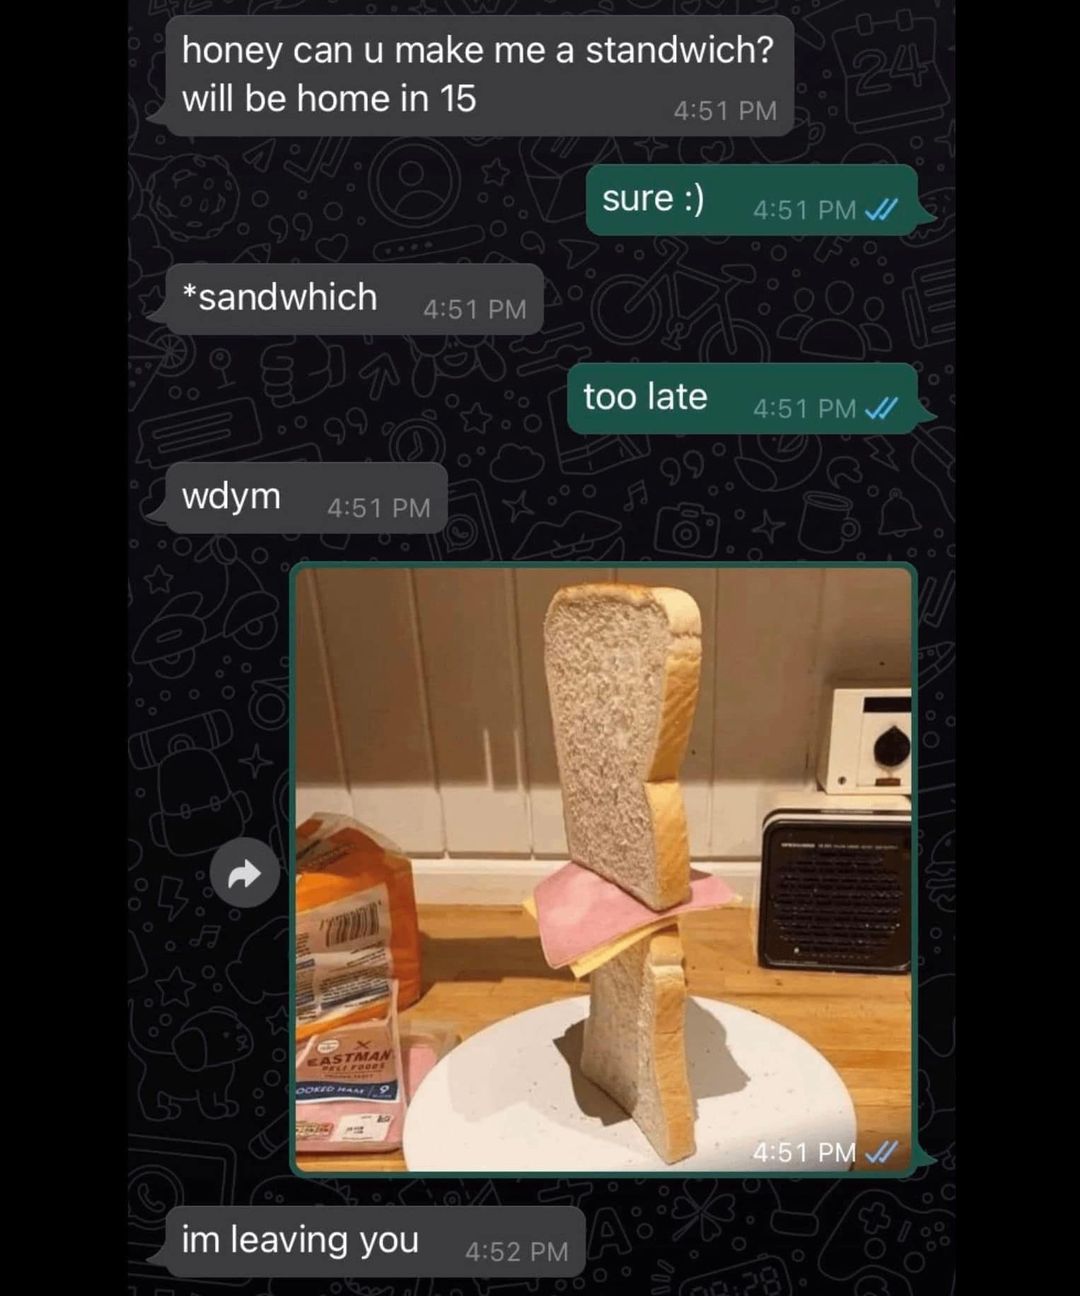 honey can u make me a standwich?
will be home in 15
4:51 PM
sure :)
4:51 PM
*sandwhich
4:51 PM
too late
4:51 PM
wdym
4:51 PM
EASTMAN
DELI FOODS
COOKED HAM
9
4:51 PM
im leaving you
4:52 PM